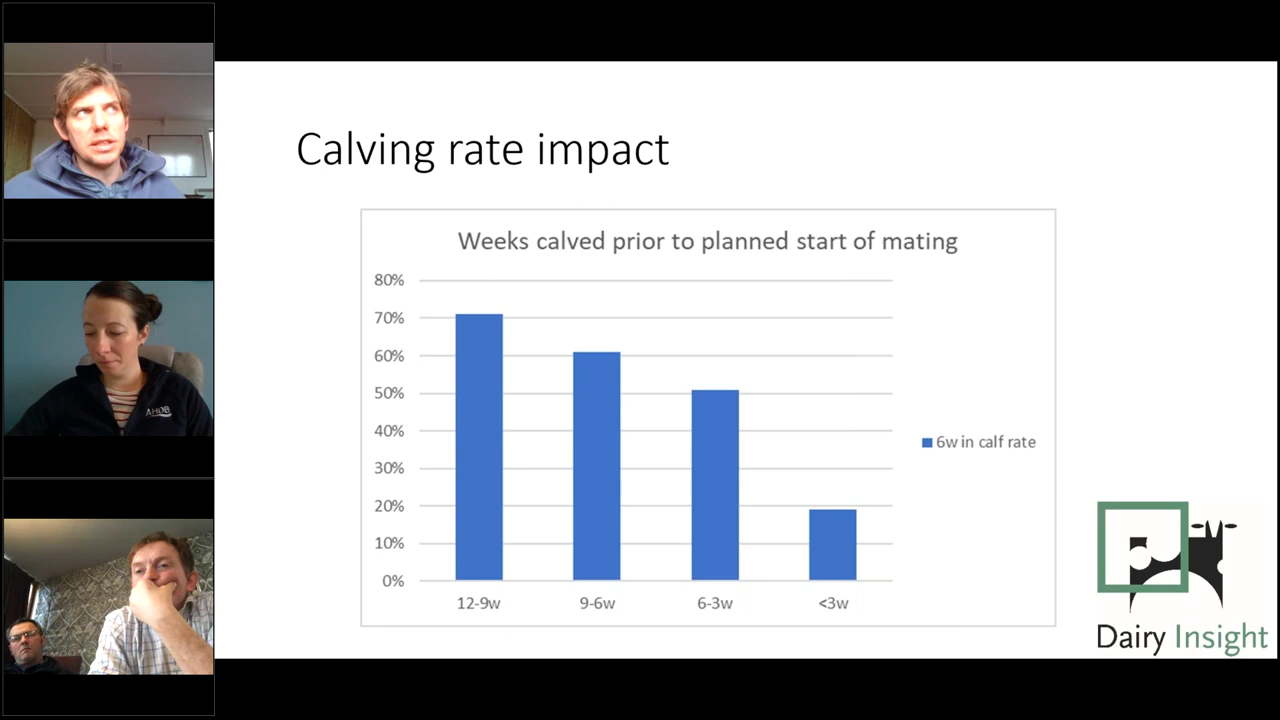 Calving rate impact
Weeks calved prior to planned start of mating
80%
70%
60%
50%
40%
30%
20%
10%
0%
12-9w
9-6w
6-3w
<3w
6w in calf rate
Dairy Insight
AHDB